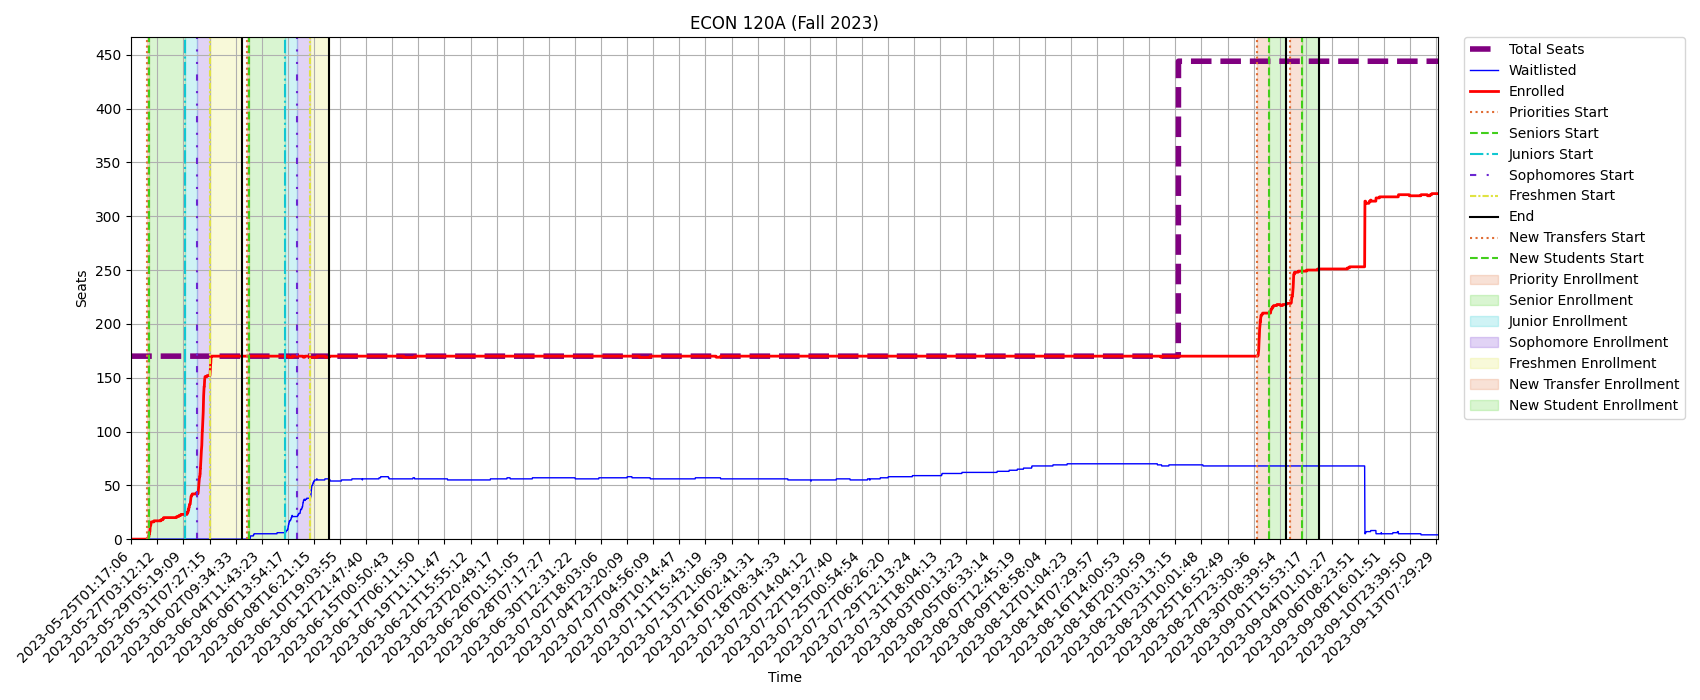 ECON 120A (Fall 2023)
Seats
450
400
350
300
250
200
150
100
50
0
2023-05-25T01:17:06
2023-05-27T03:12:12
2023-05-29T05:19:09
2023-05-31T07:27:15
2023-06-02T09:34:33
2023-06-04T11:43:23
2023-06-06T13:54:17
2023-06-08T16:21:15
2023-06-10T19:03:55
2023-06-12T21:47:40
2023-06-15T00:50:43
2023-06-17T06:11:50
2023-06-19T11:11:47
2023-06-21T15:55:12
2023-06-23T20:49:17
2023-06-26T01:51:05
2023-06-28T07:17:27
2023-06-30T12:31:22
2023-07-02T18:03:06
2023-07-04T23:20:09
2023-07-07T04:56:09
2023-07-09T10:14:47
2023-07-11T15:43:19
2023-07-13T21:06:39
2023-07-16T02:41:31
2023-07-18T08:34:33
2023-07-20T14:04:12
2023-07-22T19:27:40
2023-07-25T00:54:54
2023-07-27T06:26:20
2023-07-29T12:13:24
2023-07-31T18:04:13
2023-08-03T00:13:23
2023-08-05T06:33:14
2023-08-07T12:45:19
2023-08-09T18:58:04
2023-08-12T01:04:23
2023-08-14T07:29:57
2023-08-16T14:00:53
2023-08-18T20:30:59
2023-08-21T03:13:15
2023-08-23T10:01:48
2023-08-25T16:52:49
2023-08-27T23:30:36
2023-08-30T08:39:54
2023-09-01T15:53:17
2023-09-04T01:01:27
2023-09-06T08:23:51
2023-09-08T16:01:51
2023-09-10T23:39:50
2023-09-13T07:29:29
Time
Total Seats
Waitlisted
Enrolled
Priorities Start
Seniors Start
Juniors Start
Sophomores Start
Freshmen Start
End
New Transfers Start
New Students Start
Priority Enrollment
Senior Enrollment
Junior Enrollment
Sophomore Enrollment
Freshmen Enrollment
New Transfer Enrollment
New Student Enrollment